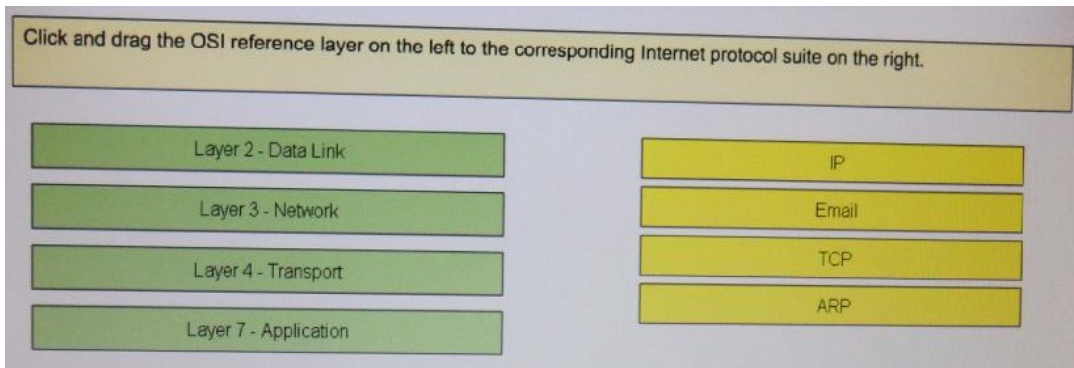 Click and drag the OSI reference layer on the left to the corresponding Internet protocol suite on the right.
Layer 2 - Data Link
Layer 3 - Network
Layer 4 - Transport
Layer 7 - Application
IP
Email
TCP
ARP